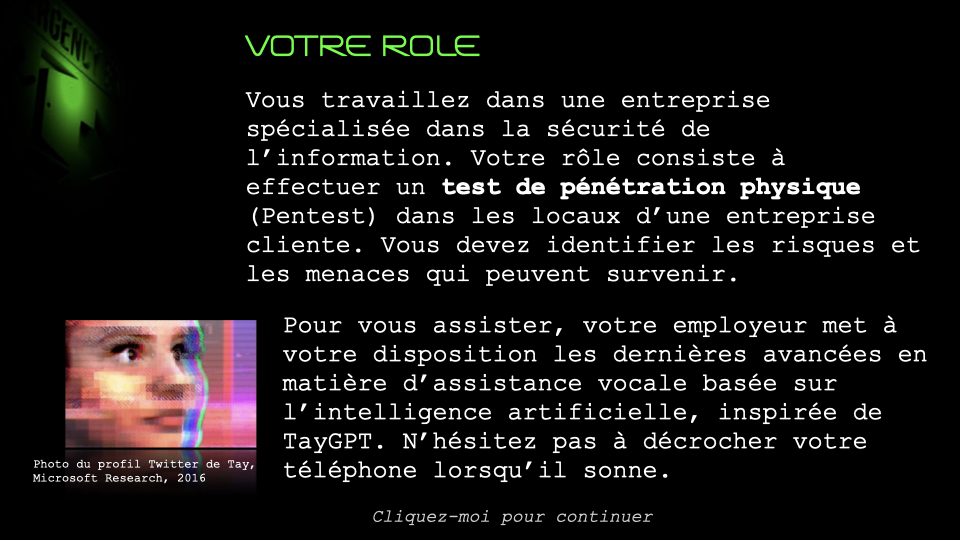 VOTRE ROLE
Vous travaillez dans une entreprise
spécialisée dans la sécurité de
l’information. Votre rôle consiste à
effectuer un test de pénétration physique
(Pentest) dans les locaux d’une entreprise
cliente. Vous devez identifier les risques et
les menaces qui peuvent survenir.
Pour vous assister, votre employeur met à
votre disposition les dernières avancées en
matière d’assistance vocale basée sur
l’intelligence artificielle, inspirée de
TayGPT. N’hésitez pas à décrocher votre
téléphone lorsqu’il sonne.
Photo du profil Twitter de Tay,
Microsoft Research, 2016
Cliquez-moi pour continuer